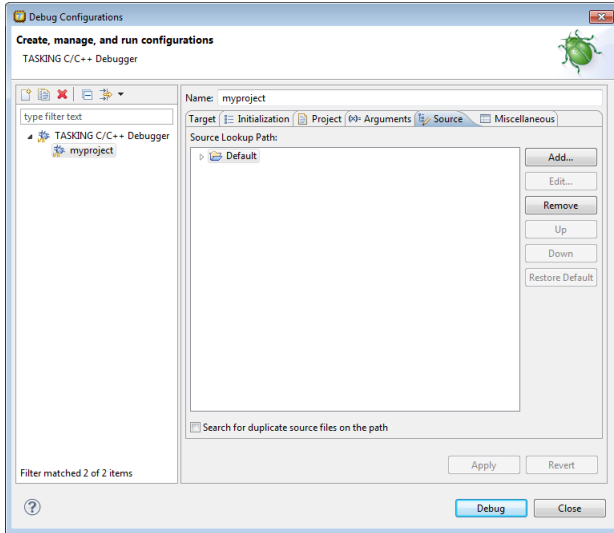 Debug Configurations
Create, manage, and run configurations
TASKING C/C++ Debugger
type filter text
TASKING C/C++ Debugger
myproject
Filter matched 2 of 2 items
Name: myproject
Target Initialization Project (x)= Arguments Source Miscellaneous
Source Lookup Path:
Default
Add...
Edit...
Remove
Up
Down
Restore Default
Search for duplicate source files on the path
Apply Revert
? Debug Close